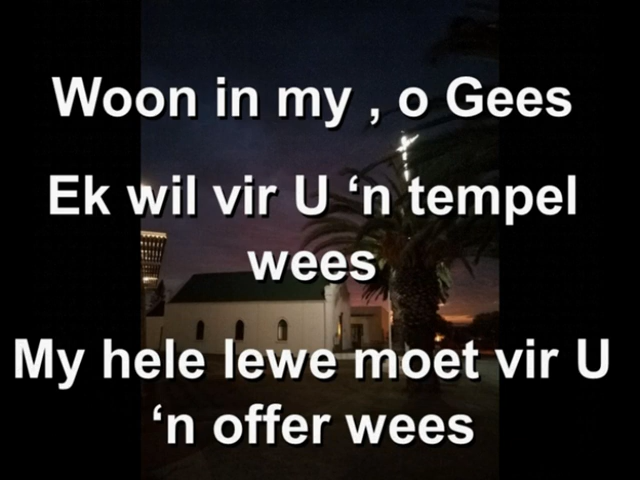 Woon in my , o Gees
Ek wil vir U ‘n tempel
wees
My hele lewe moet vir U
‘n offer wees